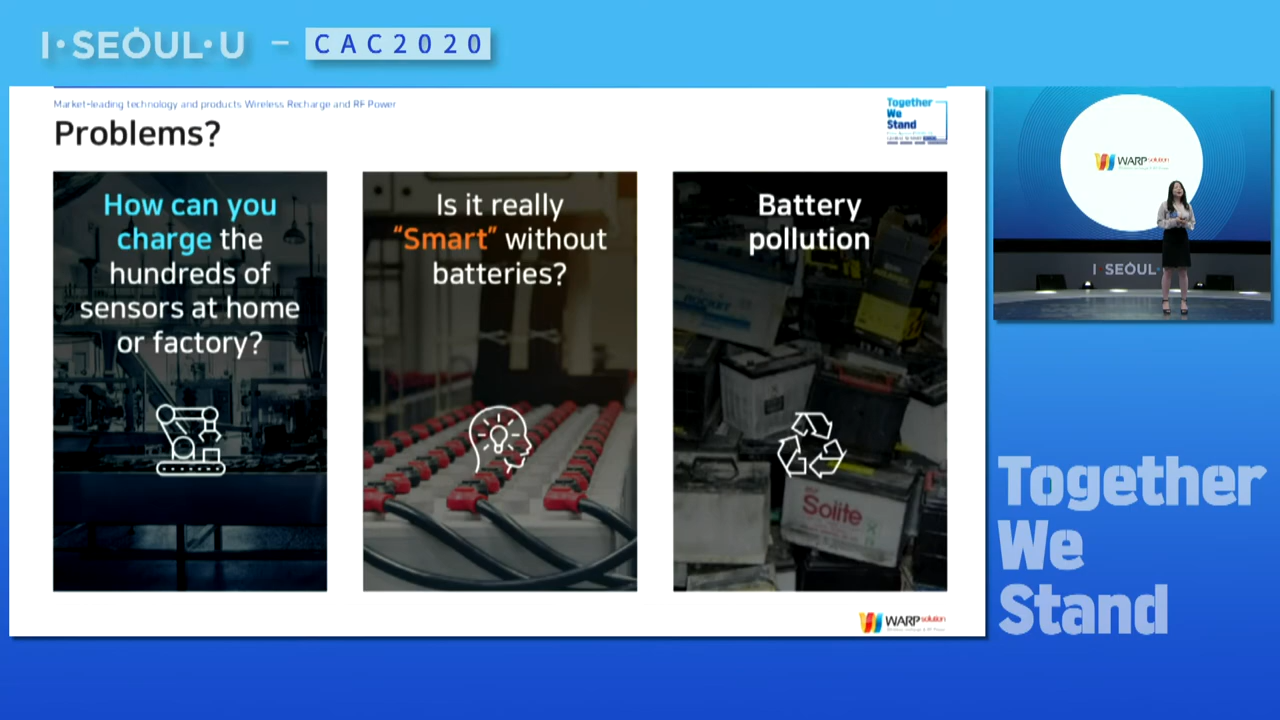 I·SEOUL·U
CAC2020
Market-leading technology and products Wireless Recharge and RF Power
Problems?
Together
We
Stand
How can you
charge the
hundreds of
sensors at home
or factory?
Is it really
“Smart” without
batteries?
Battery
pollution
Solite
WARP solution
WARP solution
I·SEOUL·
Together
We
Stand